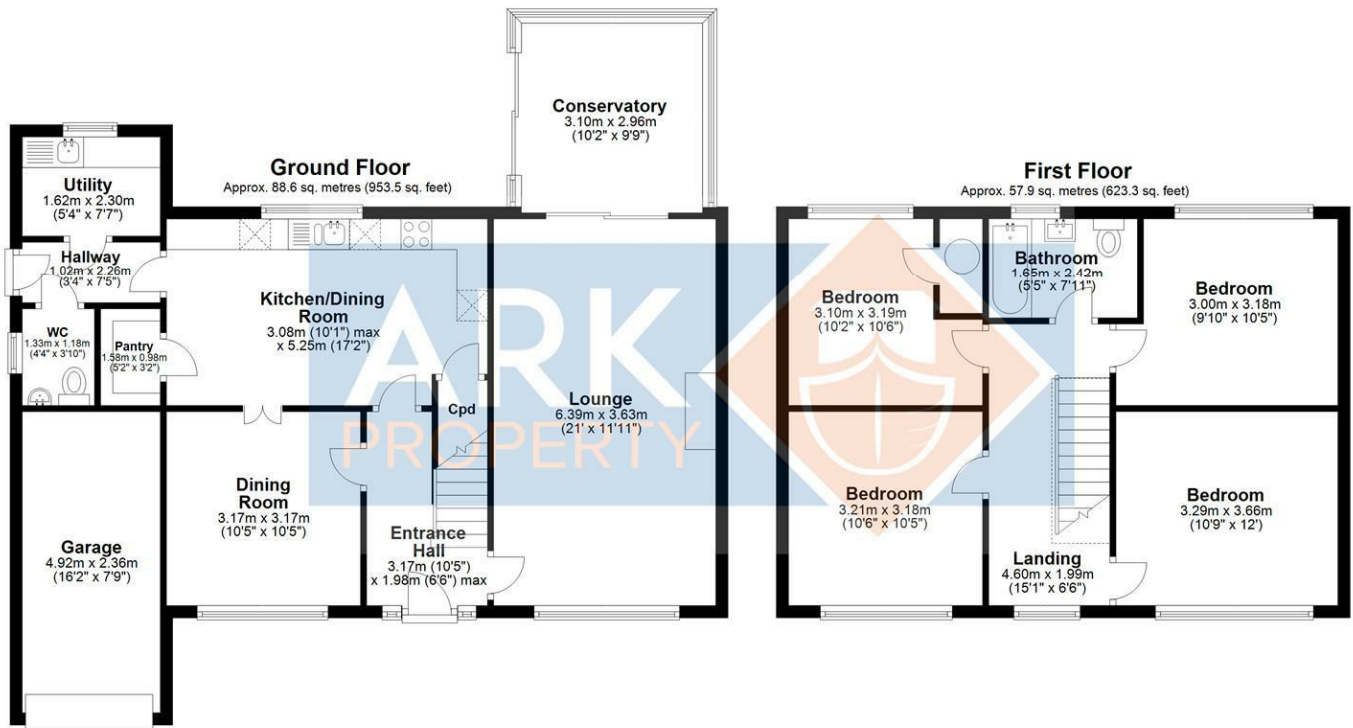 Ground Floor
Approx. 88.6 sq. metres (953.5 sq. feet)
Conservatory
3.10m x 2.96m
(10'2" x 9'9")
Utility
1.62m x 2.30m
(5'4" x 7'7")
Hallway
1.02m x 2.26m
(3'4" x 7'5")
Kitchen/Dining
Room
3.08m (10'1") max
x 5.25m (17'2")
WC
1.33m x 1.18m
(4'4" x 3'10")
Pantry
1.58m x 0.98m
(5'2" x 3'2")
Cpd
Lounge
6.39m x 3.63m
(21' x 11'11")
Dining
Room
3.17m x 3.17m
(10'5" x 10'5")
Entrance
Hall
3.17m (10'5")
x 1.98m (6'6") max
Garage
4.92m x 2.36m
(16'2" x 7'9")
First Floor
Approx. 57.9 sq. metres (623.3 sq. feet)
Bedroom
3.10m x 3.19m
(10'2" x 10'6")
Bathroom
1.65m x 2.42m
(5'5" x 7'11")
Bedroom
3.00m x 3.18m
(9'10" x 10'5")
Bedroom
3.21m x 3.18m
(10'6" x 10'5")
Bedroom
3.29m x 3.66m
(10'9" x 12')
Landing
4.60m x 1.99m
(15'1" x 6'6")
ARK
PROPERTY